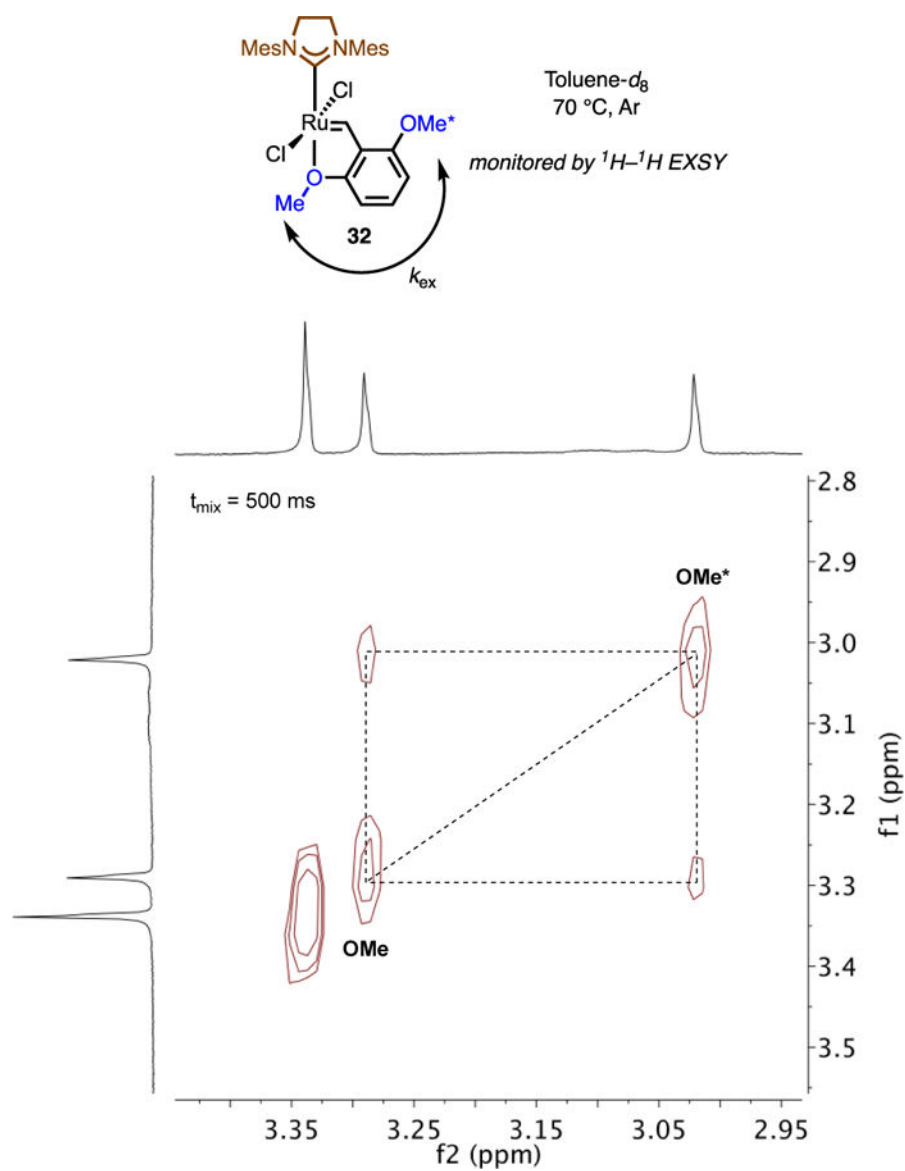 MesN NMes
Cl
Ru
Cl
OMe*
O
Me
32
kex
Toluene-d8
70 °C, Ar
monitored by 1H–1H EXSY
tmix = 500 ms
OMe*
OMe
2.8
2.9
3.0
3.1
3.2
3.3
3.4
3.5
f1 (ppm)
3.35 3.25 3.15 3.05 2.95
f2 (ppm)